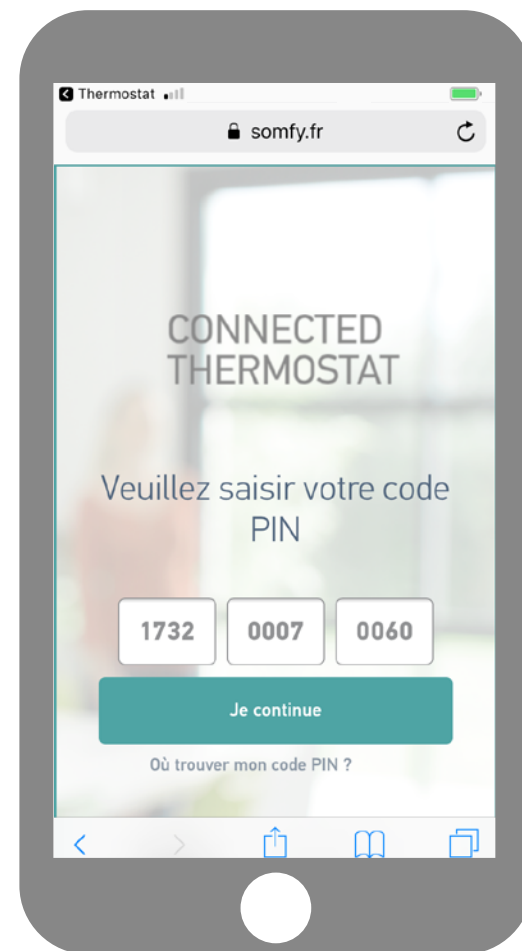 Thermostat
somfy.fr
CONNECTED
THERMOSTAT
Veuillez saisir votre code
PIN
1732 0007 0060
Je continue
Où trouver mon code PIN ?